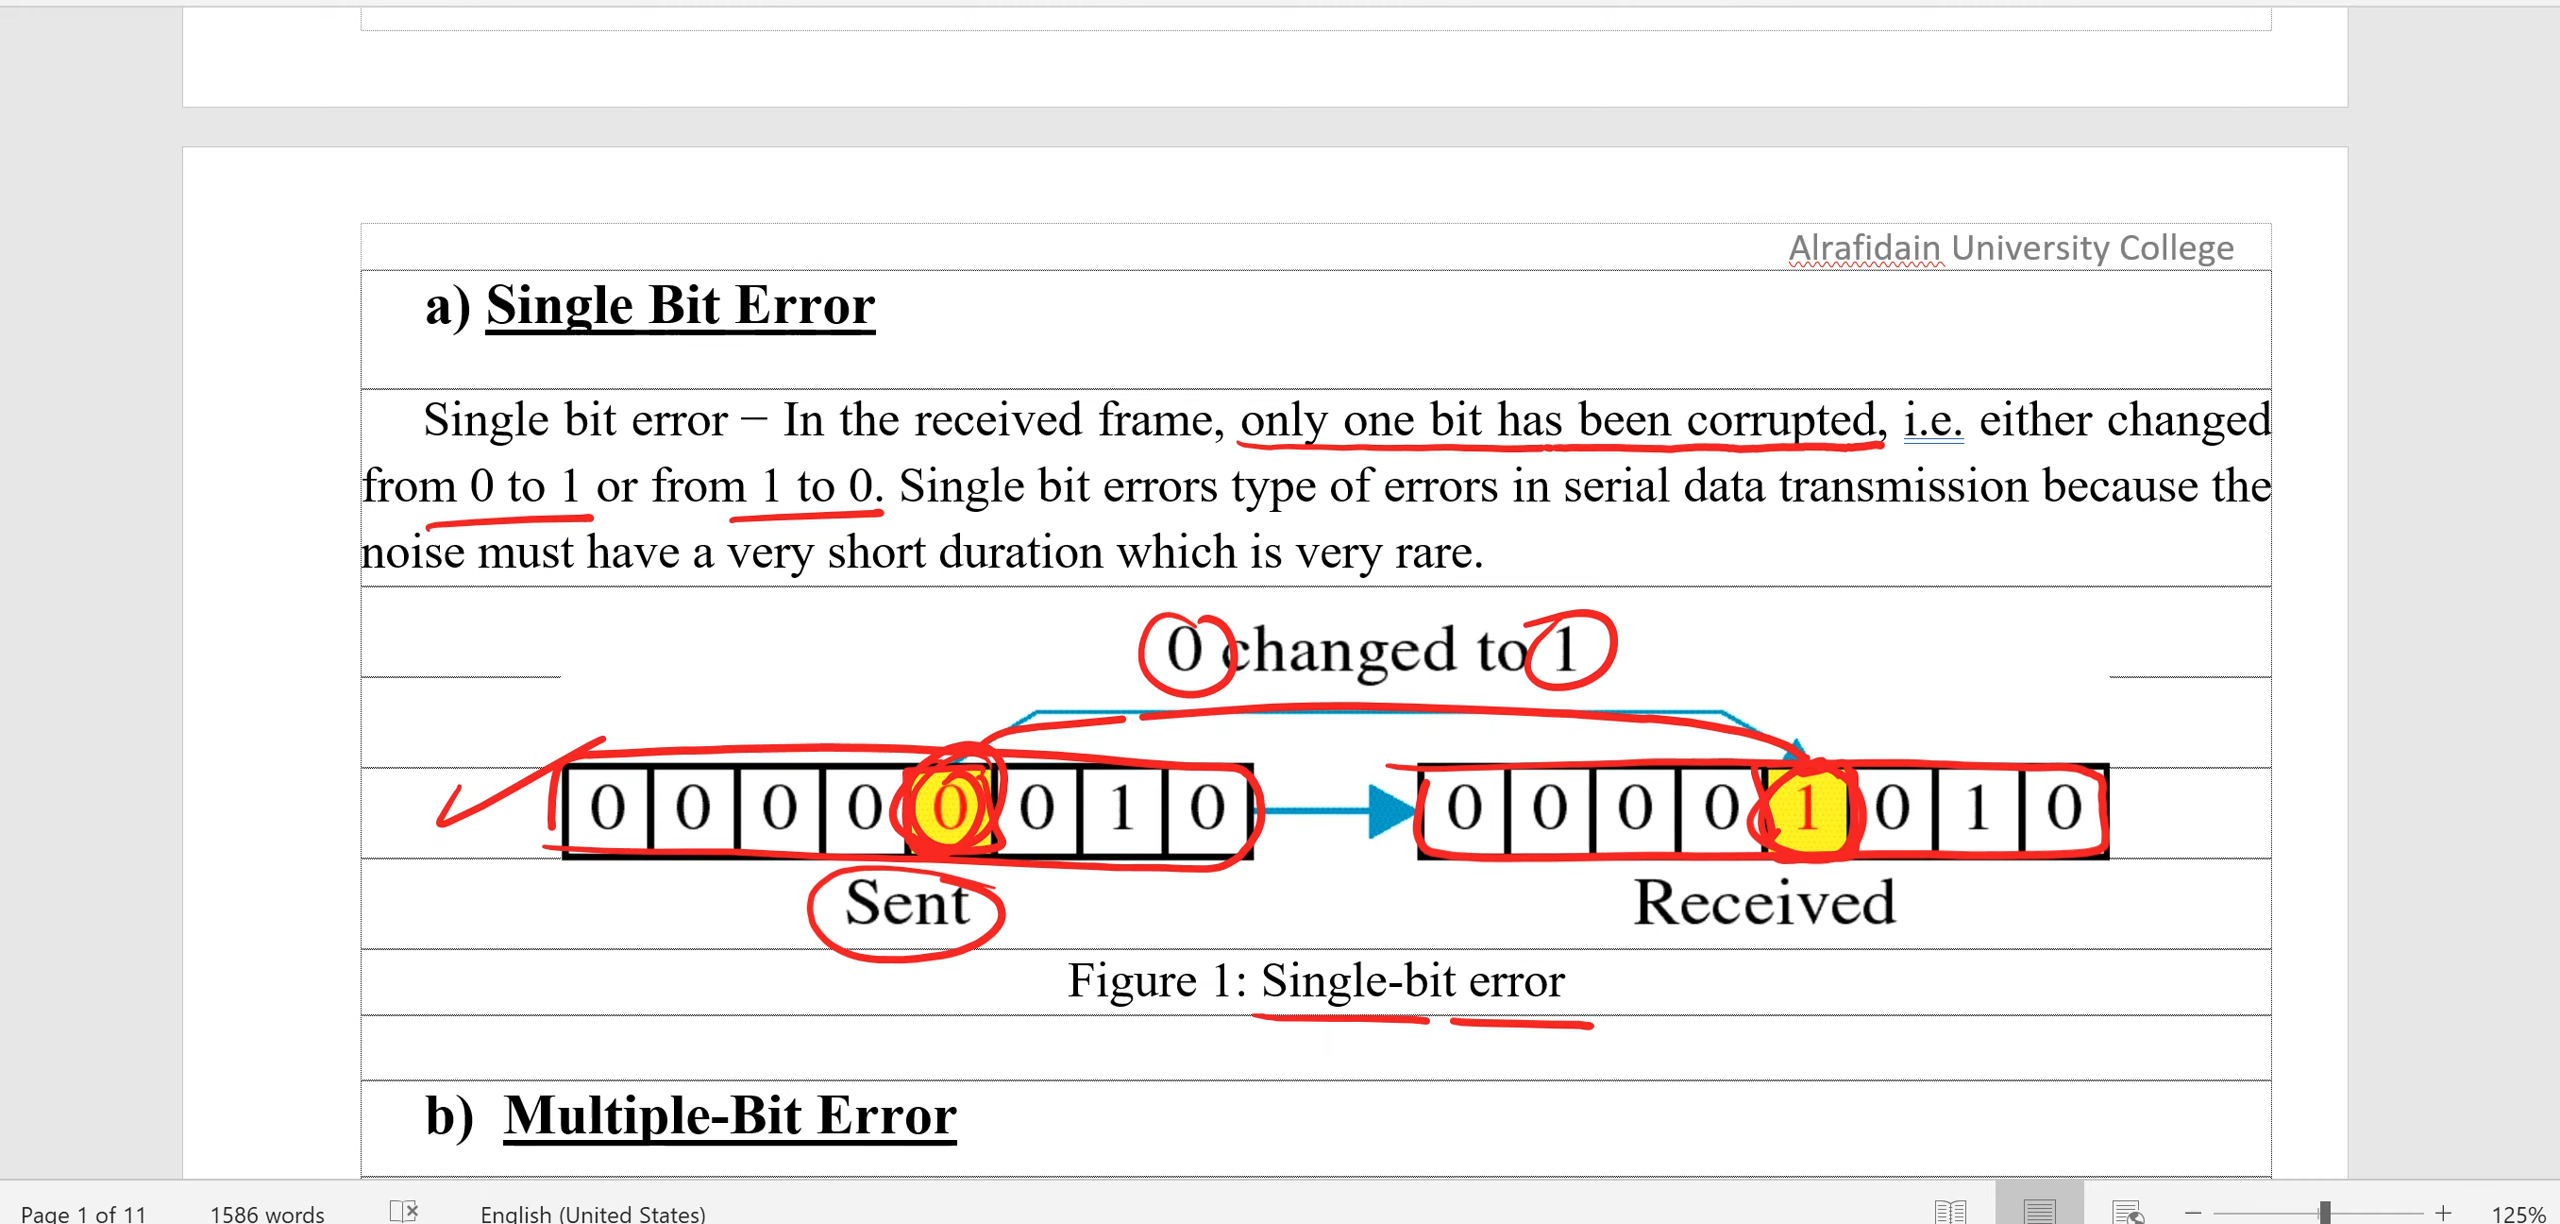 Alrafidain University College
a) Single Bit Error
Single bit error – In the received frame, only one bit has been corrupted, i.e. either changed
from 0 to 1 or from 1 to 0. Single bit errors type of errors in serial data transmission because the
noise must have a very short duration which is very rare.
0 changed to 1
0 0 0 0 0 0 1 0 0 0 0 0 1 0 1 0
Sent Received
Figure 1: Single-bit error
b) Multiple-Bit Error
Page 1 of 11 1586 words English (United States) 125%